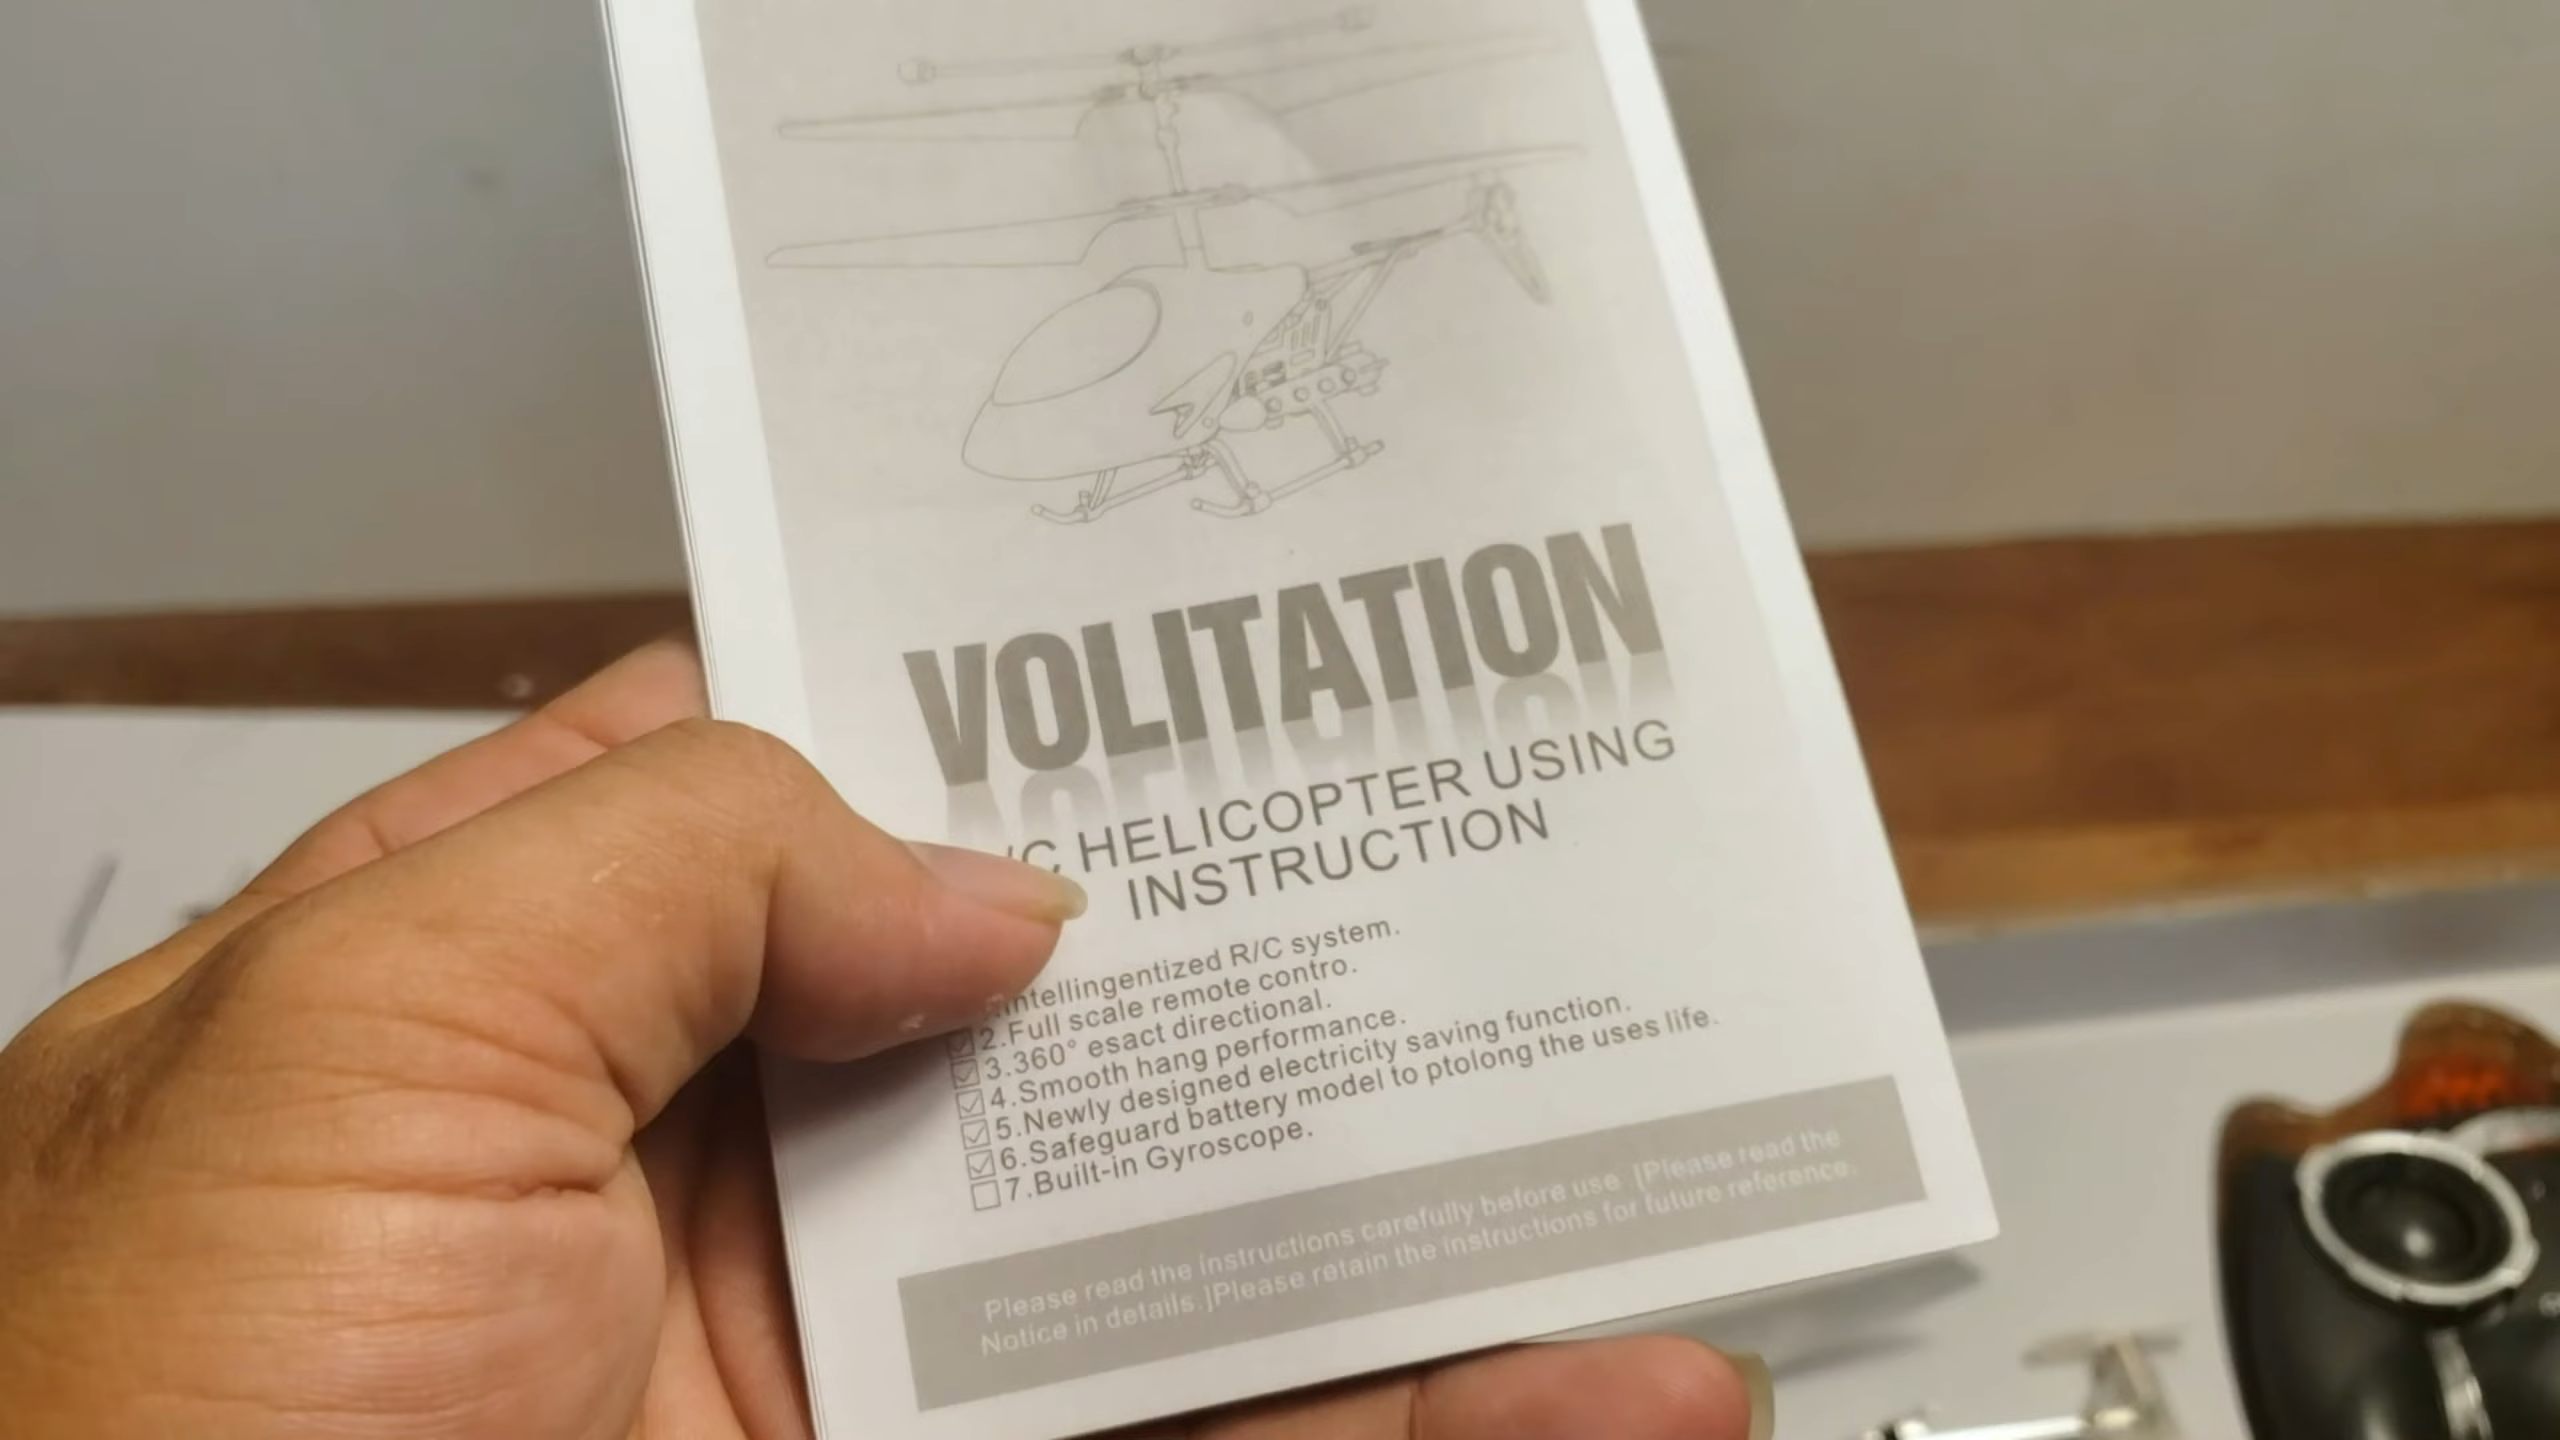 VOLITATION
/C HELICOPTER USING
INSTRUCTION
.Intellingentized R/C system.
2.Full scale remote contro.
3.360° esact directional.
4.Smooth hang performance.
5.Newly designed electricity saving function.
6.Safeguard battery model to ptolong the uses life.
7.Built-in Gyroscope.
Please read the instructions carefully before use .[Please read the
Notice in details.]Please retain the instructions for future reference.